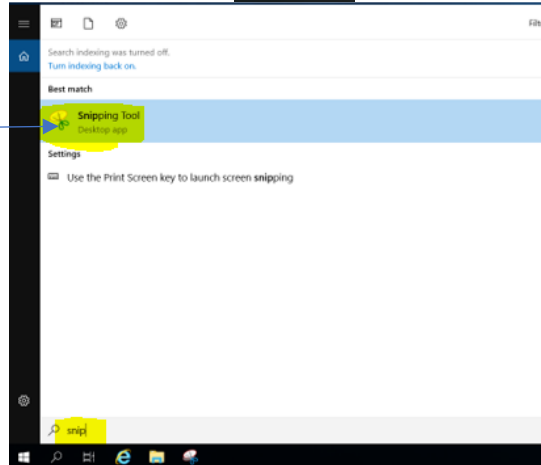 Filt
Search indexing was turned off.
Turn indexing back on.
Best match
Snipping Tool
Desktop app
Settings
Use the Print Screen key to launch screen snipping
snip